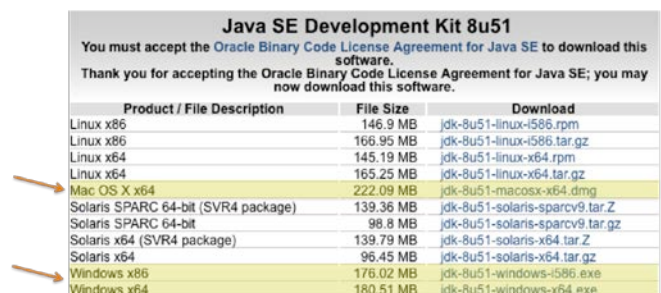 Java SE Development Kit 8u51
You must accept the Oracle Binary Code License Agreement for Java SE to download this
software.
Thank you for accepting the Oracle Binary Code License Agreement for Java SE; you may
now download this software.
Product / File Description File Size Download
Linux x86 146.9 MB jdk-8u51-linux-i586.rpm
Linux x86 166.95 MB jdk-8u51-linux-i586.tar.gz
Linux x64 145.19 MB jdk-8u51-linux-x64.rpm
Linux x64 165.25 MB jdk-8u51-linux-x64.tar.gz
Mac OS X x64 222.09 MB jdk-8u51-macosx-x64.dmg
Solaris SPARC 64-bit (SVR4 package) 139.36 MB jdk-8u51-solaris-sparcv9.tar.Z
Solaris SPARC 64-bit 98.8 MB jdk-8u51-solaris-sparcv9.tar.gz
Solaris x64 (SVR4 package) 139.79 MB jdk-8u51-solaris-x64.tar.Z
Solaris x64 96.45 MB jdk-8u51-solaris-x64.tar.gz
Windows x86 176.02 MB jdk-8u51-windows-i586.exe
Windows x64 180.51 MB jdk-8u51-windows-x64.exe